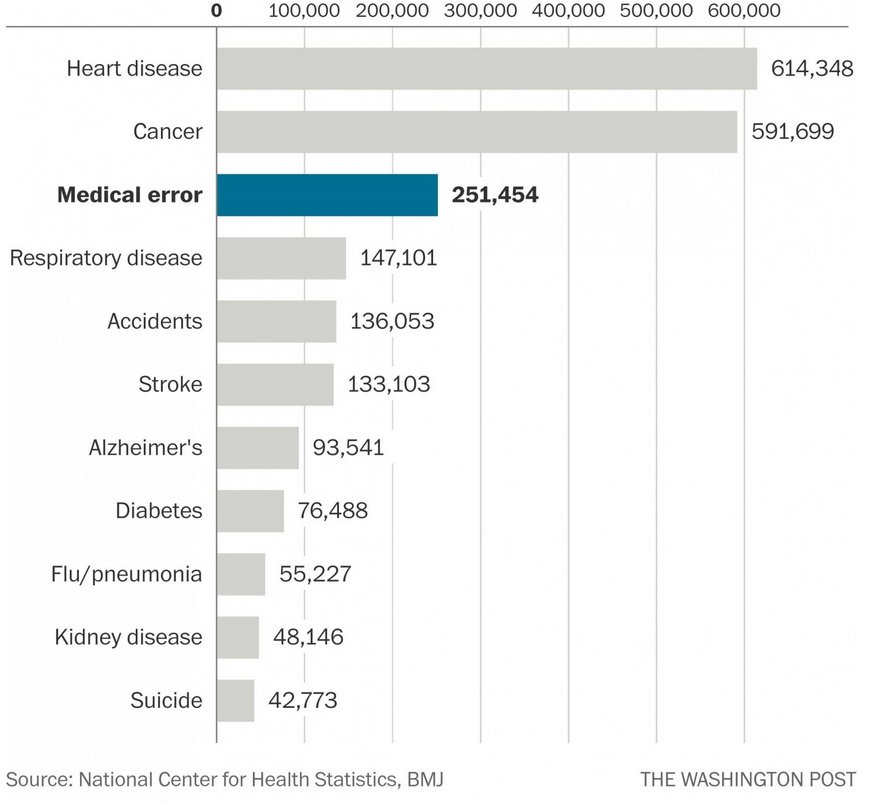 0 100,000 200,000 300,000 400,000 500,000 600,000
Heart disease 614,348
Cancer 591,699
Medical error 251,454
Respiratory disease 147,101
Accidents 136,053
Stroke 133,103
Alzheimer's 93,541
Diabetes 76,488
Flu/pneumonia 55,227
Kidney disease 48,146
Suicide 42,773
Source: National Center for Health Statistics, BMJ THE WASHINGTON POST